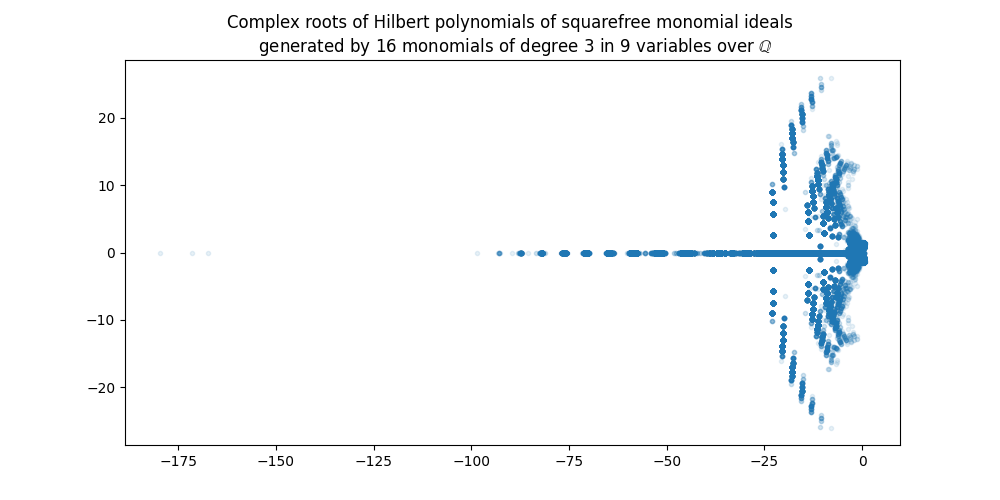 Complex roots of Hilbert polynomials of squarefree monomial ideals
generated by 16 monomials of degree 3 in 9 variables over ℚ
20
10
0
−10
−20
−175 −150 −125 −100 −75 −50 −25 0